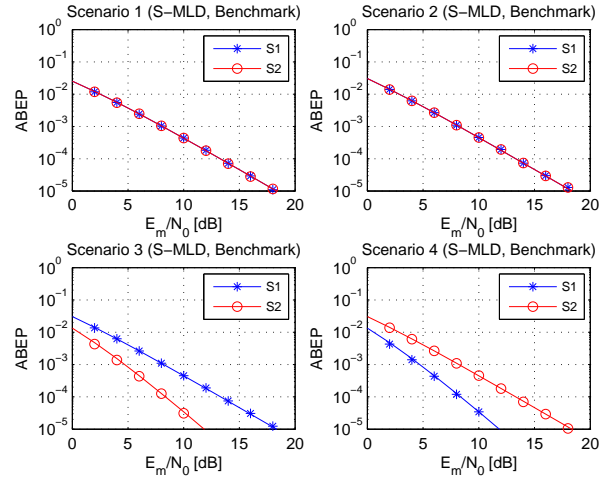 Scenario 1 (S-MLD, Benchmark)
10^0
10^-1
10^-2
10^-3
10^-4
10^-5
ABEP
0 5 10 15 20
E_m/N_0 [dB]
S1
S2
Scenario 2 (S-MLD, Benchmark)
10^0
10^-1
10^-2
10^-3
10^-4
10^-5
ABEP
0 5 10 15 20
E_m/N_0 [dB]
S1
S2
Scenario 3 (S-MLD, Benchmark)
10^0
10^-1
10^-2
10^-3
10^-4
10^-5
ABEP
0 5 10 15 20
E_m/N_0 [dB]
S1
S2
Scenario 4 (S-MLD, Benchmark)
10^0
10^-1
10^-2
10^-3
10^-4
10^-5
ABEP
0 5 10 15 20
E_m/N_0 [dB]
S1
S2